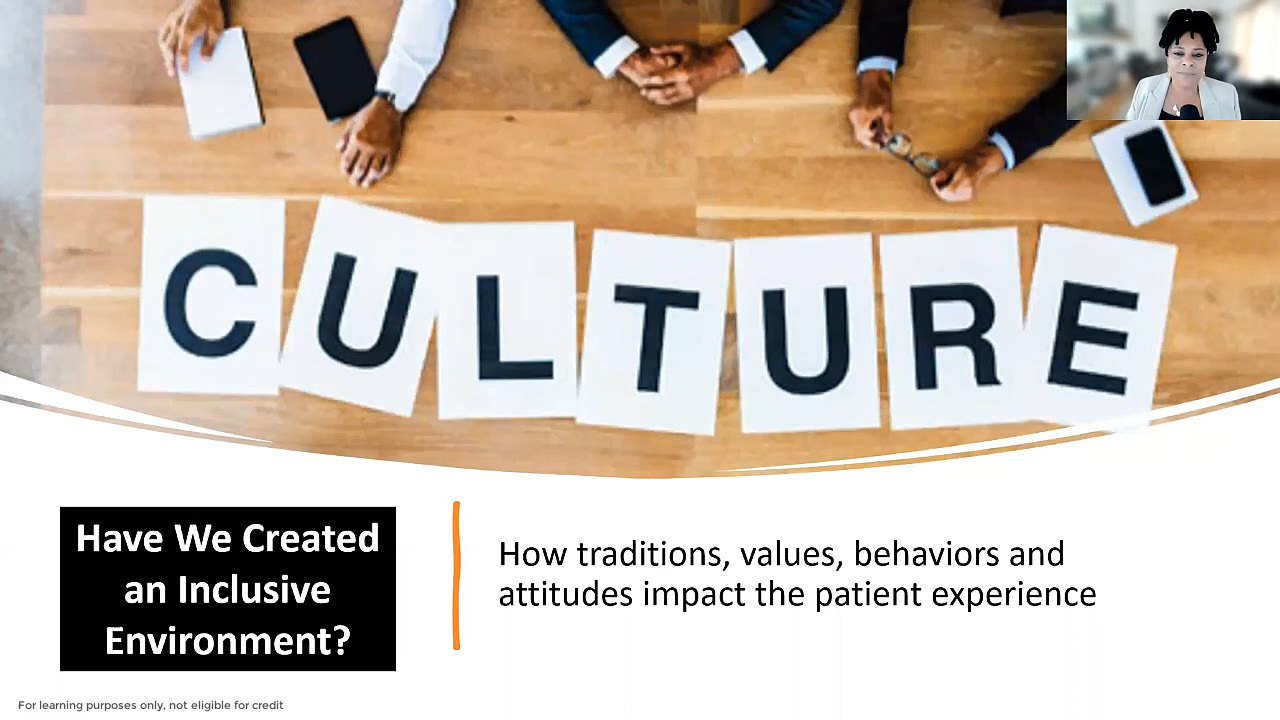 CULTURE
Have We Created
an Inclusive
Environment?
How traditions, values, behaviors and
attitudes impact the patient experience
For learning purposes only, not eligible for credit